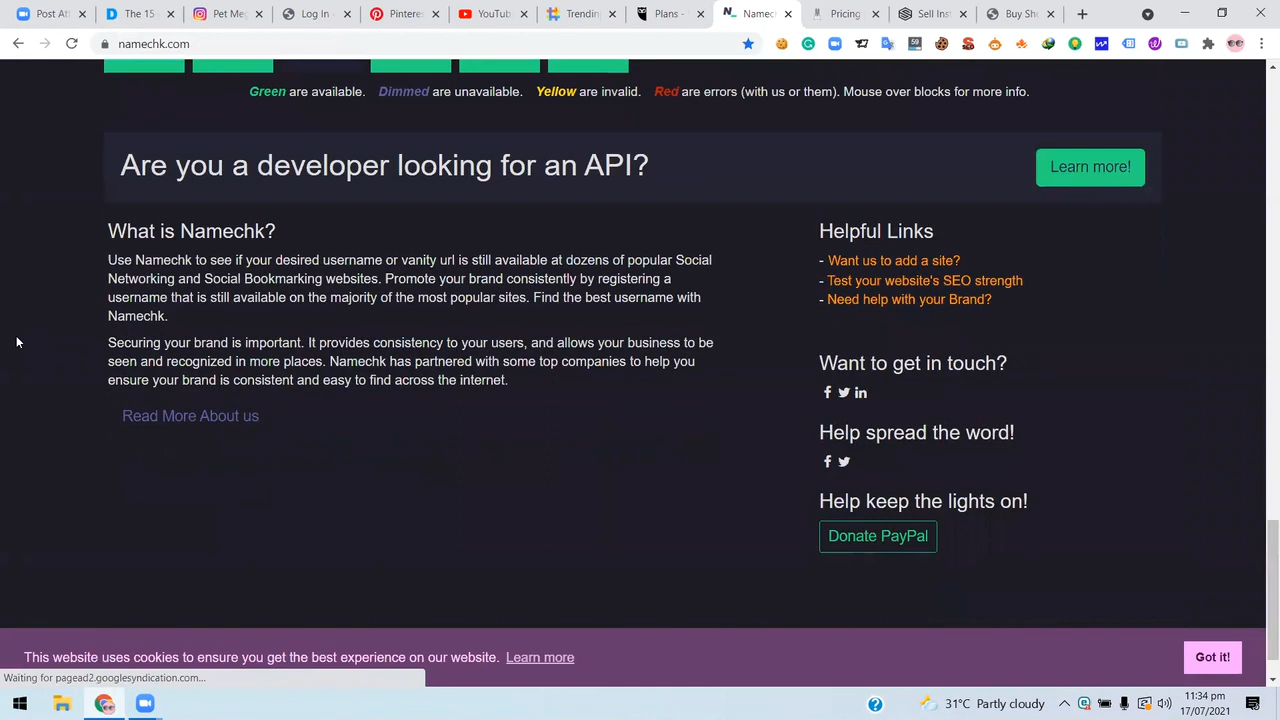 Post At
The 15
Pet Meg
Log In
Pinteres
YouTube
Trending
Plans -
Namech
Pricing
Sell Inst
Buy She
namechk.com
59
Green are available. Dimmed are unavailable. Yellow are invalid. Red are errors (with us or them). Mouse over blocks for more info.
Are you a developer looking for an API?
Learn more!
What is Namechk?
Use Namechk to see if your desired username or vanity url is still available at dozens of popular Social
Networking and Social Bookmarking websites. Promote your brand consistently by registering a
username that is still available on the majority of the most popular sites. Find the best username with
Namechk.
Securing your brand is important. It provides consistency to your users, and allows your business to be
seen and recognized in more places. Namechk has partnered with some top companies to help you
ensure your brand is consistent and easy to find across the internet.
Read More About us
Helpful Links
- Want us to add a site?
- Test your website's SEO strength
- Need help with your Brand?
Want to get in touch?
Help spread the word!
Help keep the lights on!
Donate PayPal
This website uses cookies to ensure you get the best experience on our website. Learn more
Got it!
Waiting for pagead2.googlesyndication.com...
31°C Partly cloudy
11:34 pm
17/07/2021